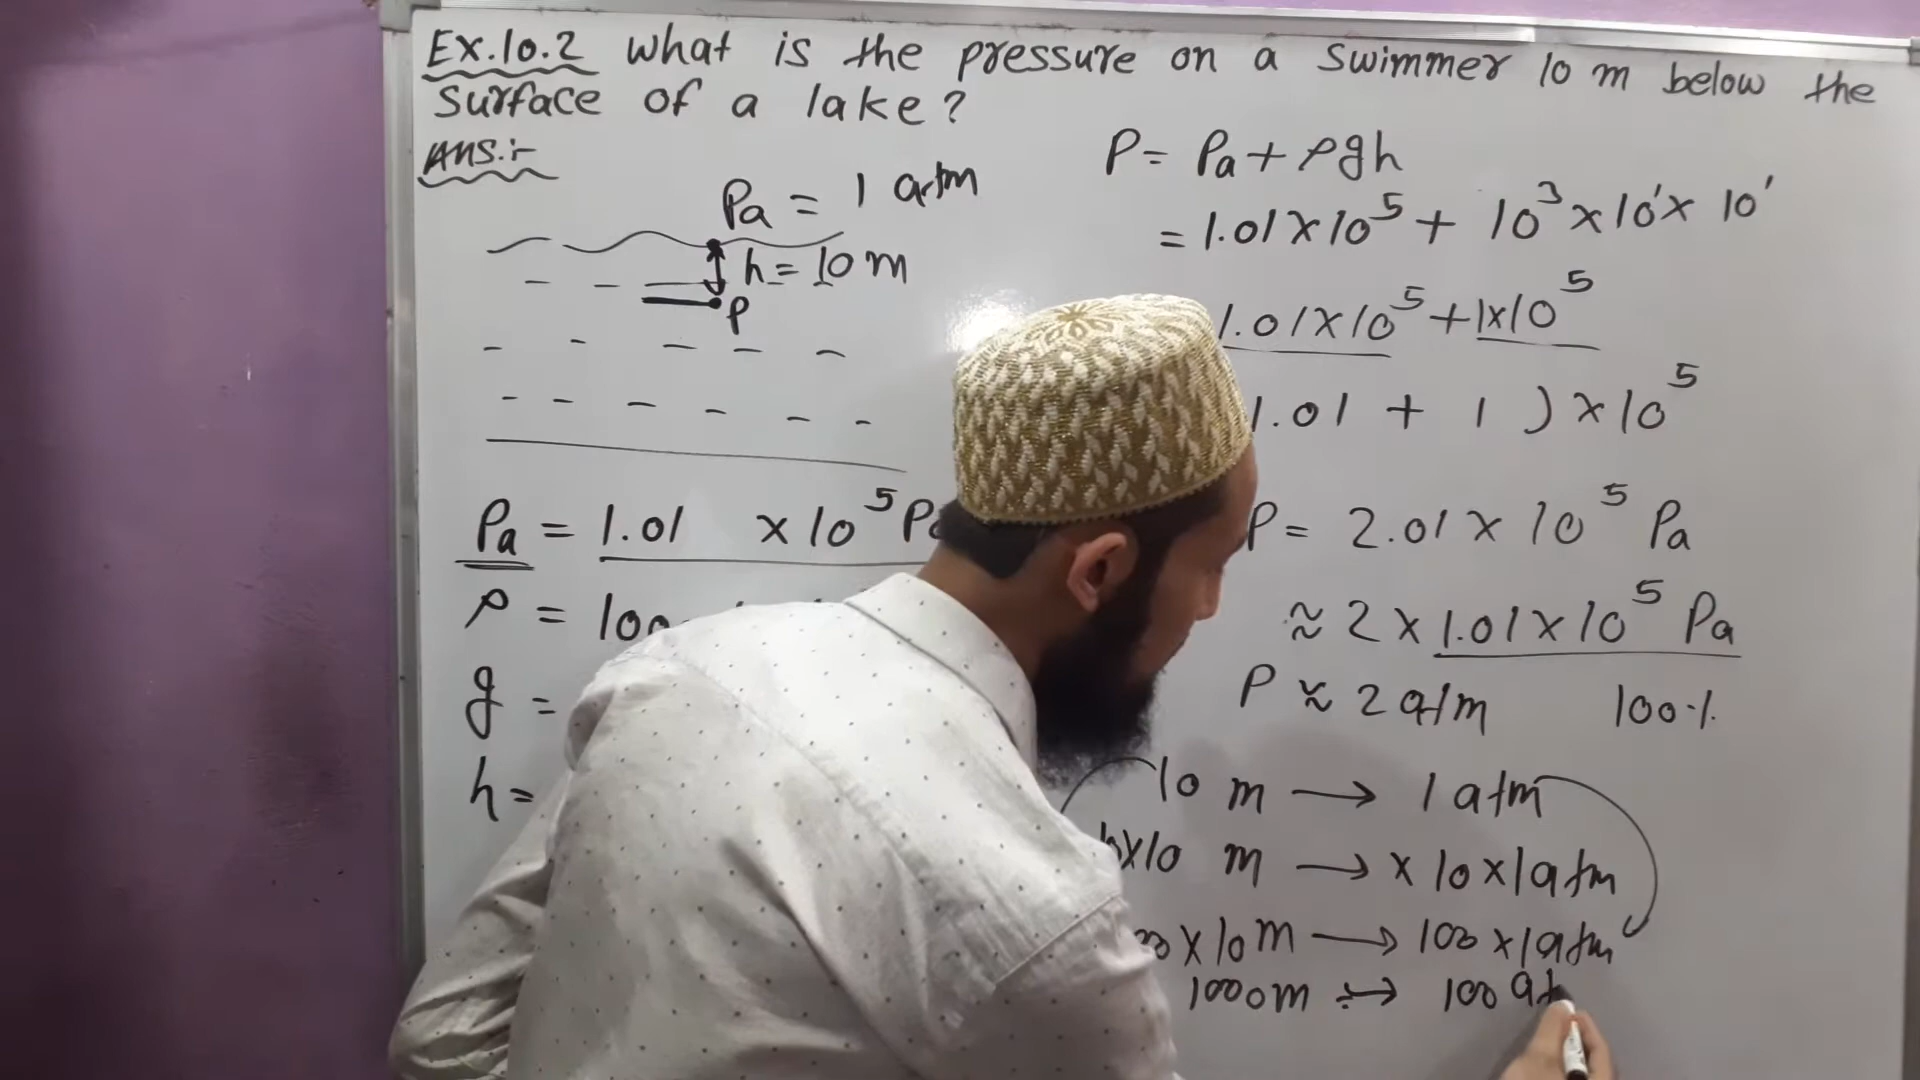 Ex.10.2 What is the pressure on a swimmer 10 m below the
surface of a lake?
Ans.:-
Pa = 1 atm
h = 10 m
P
Pa = 1.01 × 10⁵ Pa
ρ = 100
g =
h =
P = Pa + ρgh
= 1.01 × 10⁵ + 10³ × 10¹ × 10¹
1.01 × 10⁵ + 1 × 10⁵
1.01 + 1 ) × 10⁵
P = 2.01 × 10⁵ Pa
≈ 2 × 1.01 × 10⁵ Pa
P ≈ 2 atm 100%
10 m → 1 atm
×10 m → × 10 × 1 atm
× 10 m → 100 × 1 atm
1000 m → 100 at